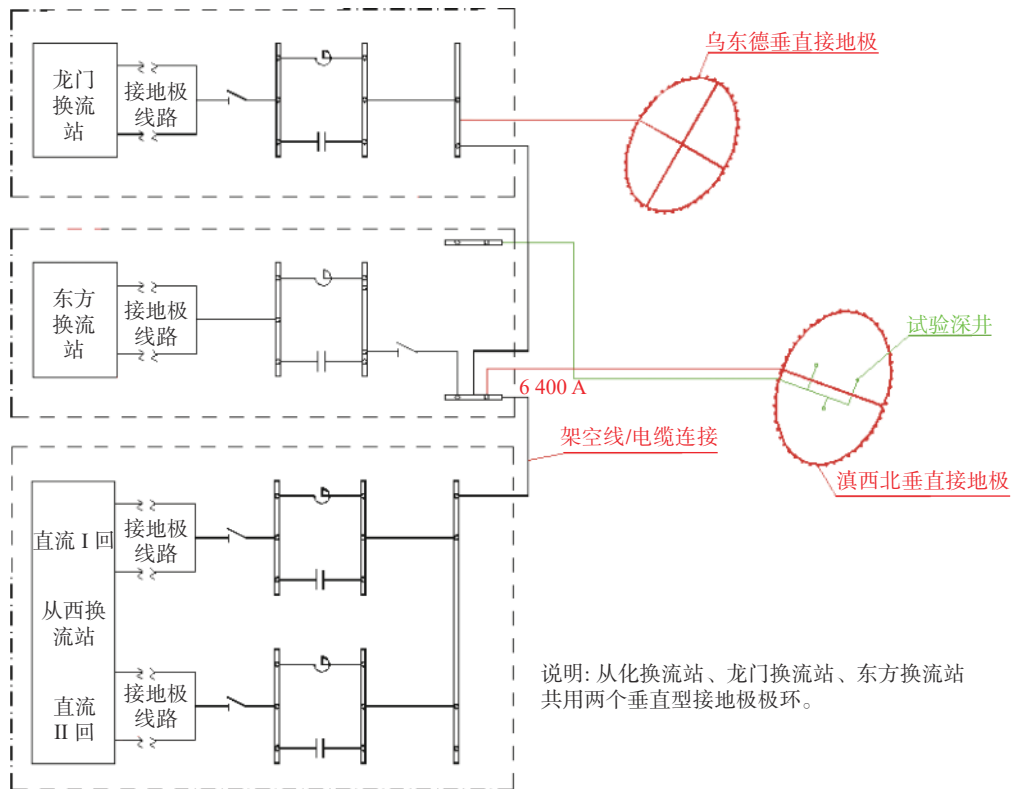 乌东德垂直接地极
龙门
换流
站
接地极
线路
东方
换流
站
接地极
线路
试验深井
6 400 A
架空线/电缆连接
滇西北垂直接地极
直流 I 回
接地极
线路
从西换
流站
直流
II 回
接地极
线路
说明: 从化换流站、龙门换流站、东方换流站
共用两个垂直型接地极极环。